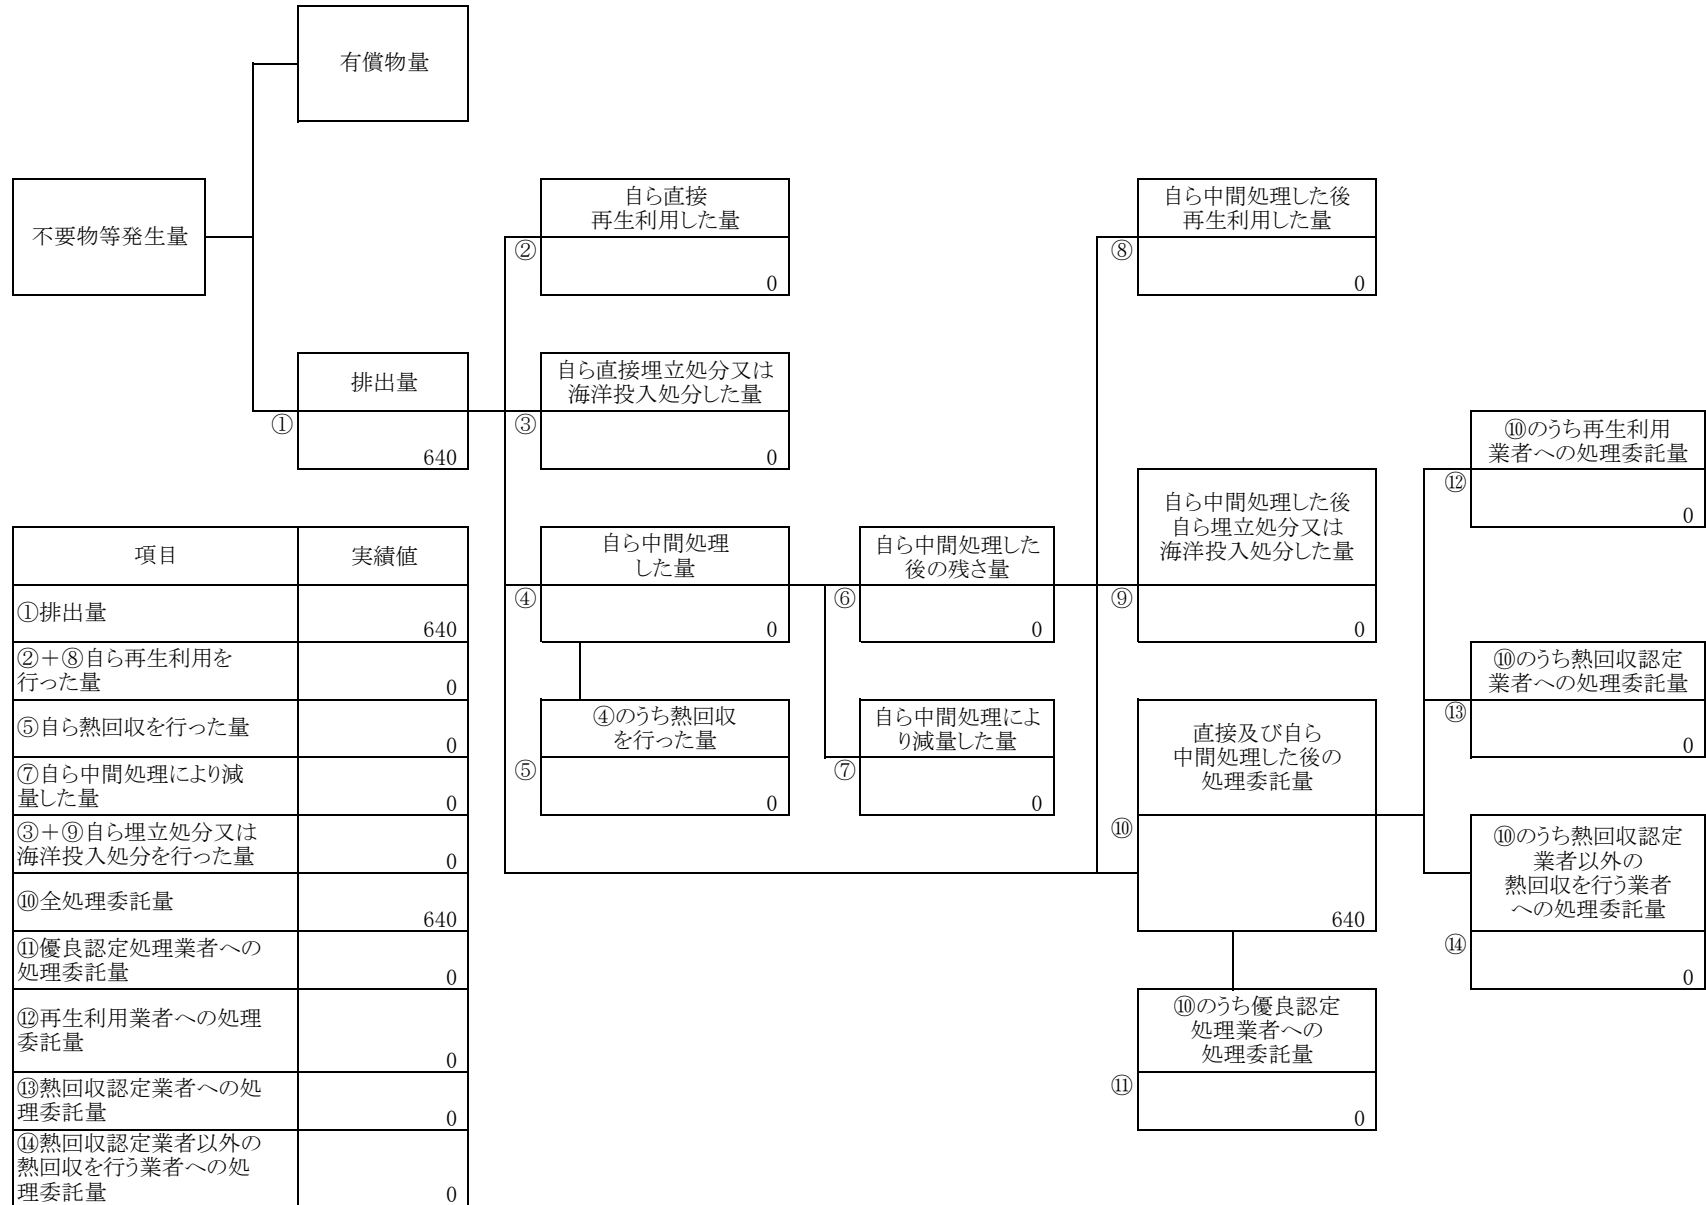 有償物量
不要物等発生量
自ら直接
再生利用した量
②
0
自ら中間処理した後
再生利用した量
⑧
0
排出量
①
640
自ら直接埋立処分又は
海洋投入処分した量
③
0
⑩のうち再生利用
業者への処理委託量
⑫
0
自ら中間処理した後
自ら埋立処分又は
海洋投入処分した量
⑨
0
自ら中間処理
した量
④
0
自ら中間処理した
後の残さ量
⑥
0
⑩のうち熱回収認定
業者への処理委託量
⑬
0
④のうち熱回収
を行った量
⑤
0
自ら中間処理によ
り減量した量
⑦
0
直接及び自ら
中間処理した後の
処理委託量
⑩
640
⑩のうち熱回収認定
業者以外の
熱回収を行う業者
への処理委託量
⑭
0
⑩のうち優良認定
処理業者への
処理委託量
⑪
0
項目 実績値
①排出量
640
②＋⑧自ら再生利用を
行った量
0
⑤自ら熱回収を行った量
0
⑦自ら中間処理により減
量した量
0
③＋⑨自ら埋立処分又は
海洋投入処分を行った量
0
⑩全処理委託量
640
⑪優良認定処理業者への
処理委託量
0
⑫再生利用業者への処理
委託量
0
⑬熱回収認定業者への処
理委託量
0
⑭熱回収認定業者以外の
熱回収を行う業者への処
理委託量
0